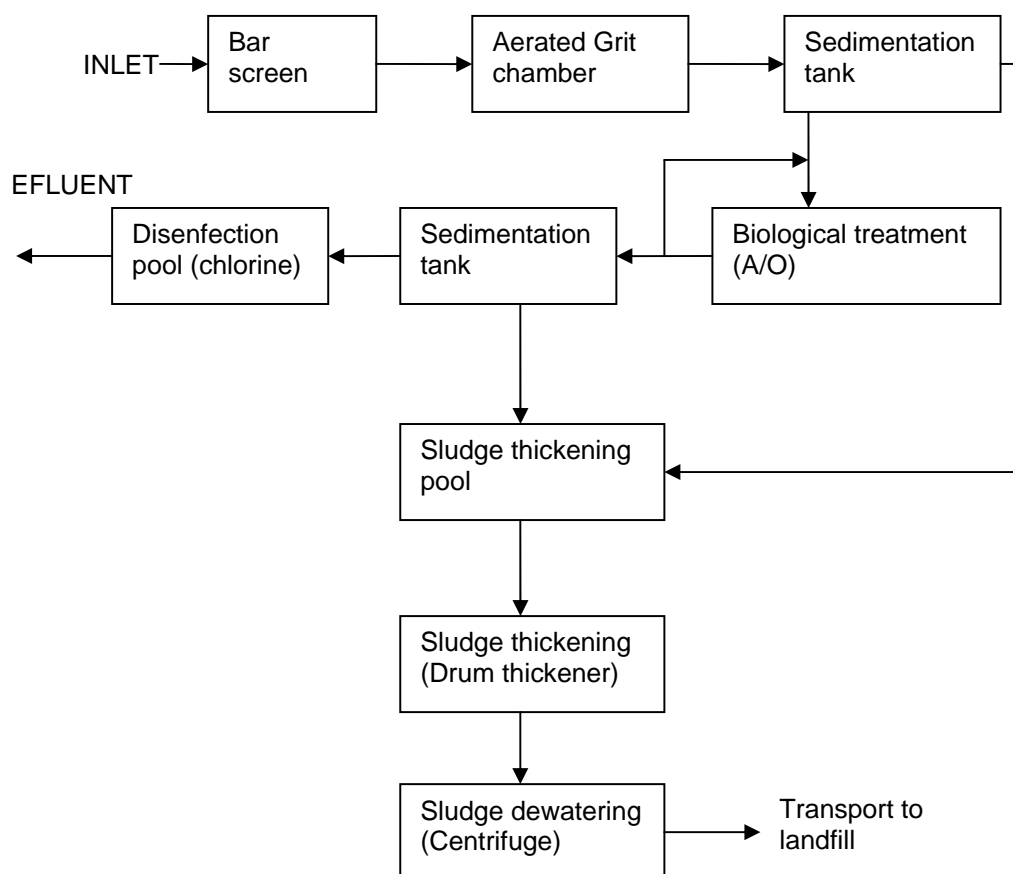 INLET
Bar
screen
Aerated Grit
chamber
Sedimentation
tank
EFLUENT
Disenfection
pool (chlorine)
Sedimentation
tank
Biological treatment
(A/O)
Sludge thickening
pool
Sludge thickening
(Drum thickener)
Sludge dewatering
(Centrifuge)
Transport to
landfill